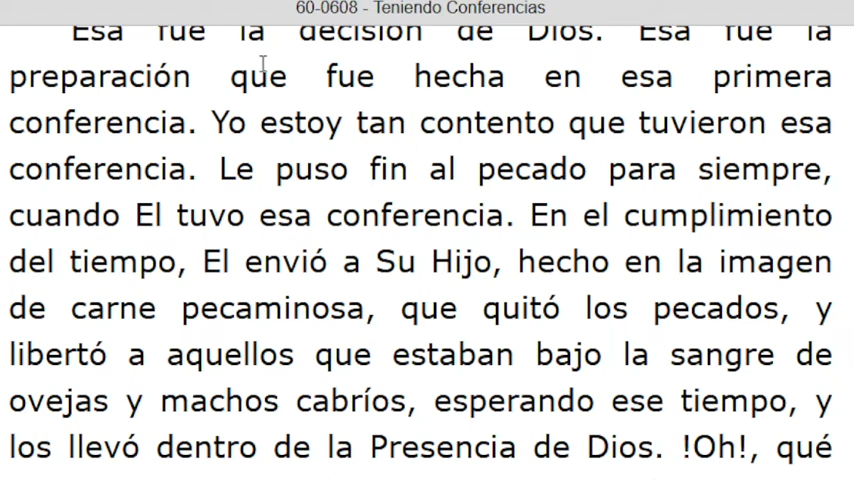 60-0608 - Teniendo Conferencias
Esa fue la decisión de Dios. Esa fue la
preparación que fue hecha en esa primera
conferencia. Yo estoy tan contento que tuvieron esa
conferencia. Le puso fin al pecado para siempre,
cuando El tuvo esa conferencia. En el cumplimiento
del tiempo, El envió a Su Hijo, hecho en la imagen
de carne pecaminosa, que quitó los pecados, y
libertó a aquellos que estaban bajo la sangre de
ovejas y machos cabríos, esperando ese tiempo, y
los llevó dentro de la Presencia de Dios. !Oh!, qué